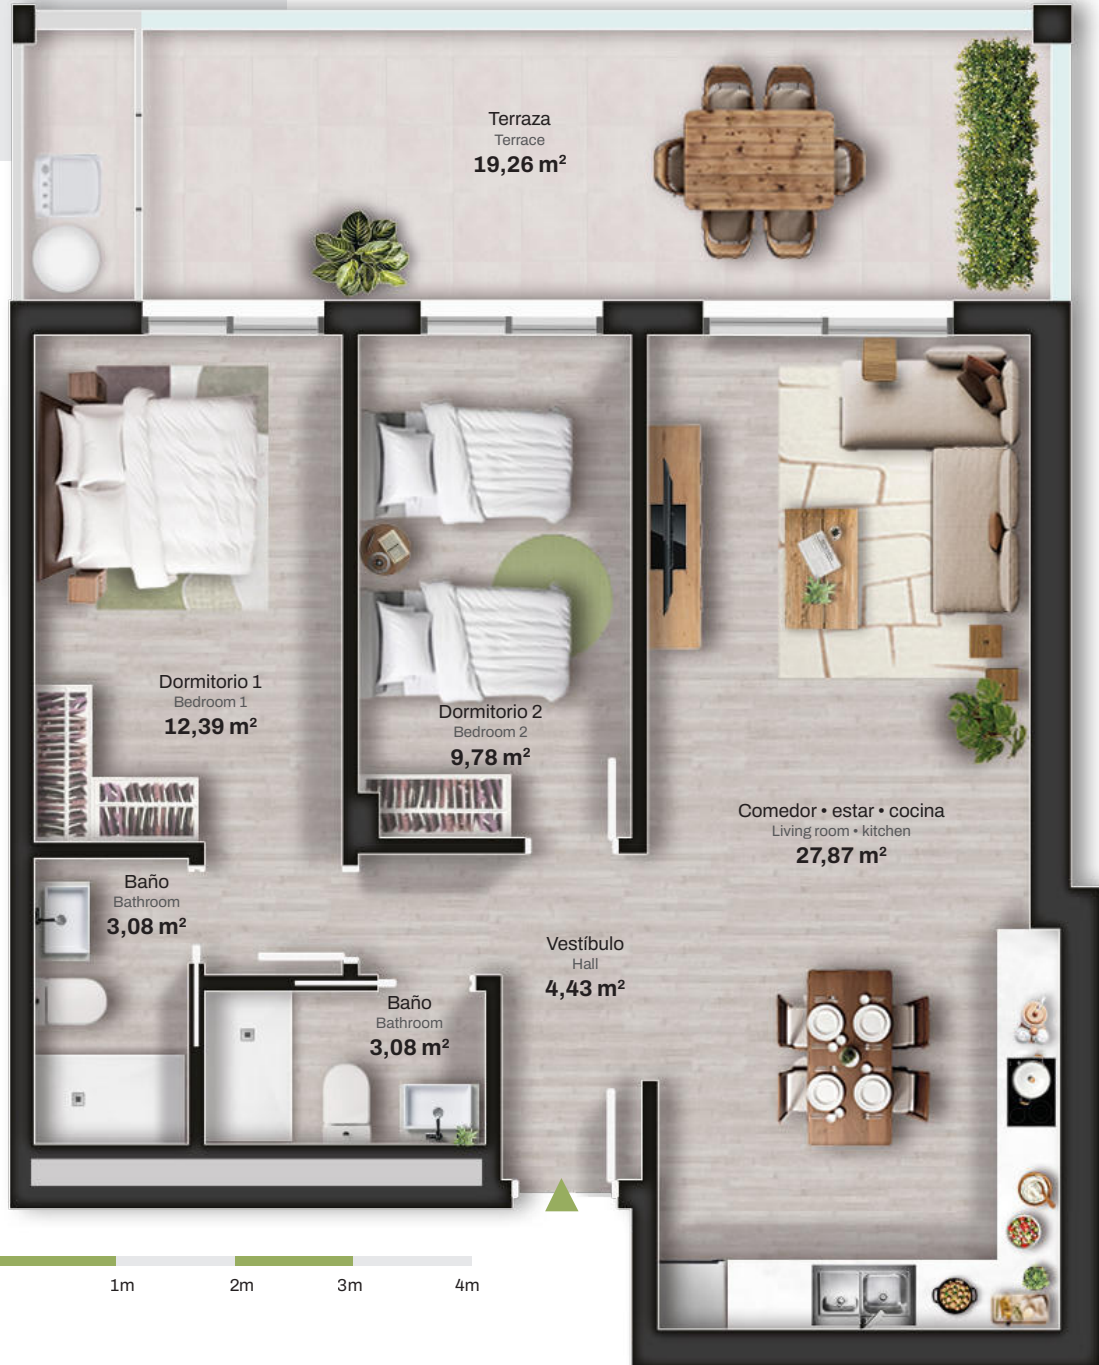 Terraza
Terrace
19,26 m²
Dormitorio 1
Bedroom 1
12,39 m²
Dormitorio 2
Bedroom 2
9,78 m²
Comedor • estar • cocina
Living room • kitchen
27,87 m²
Baño
Bathroom
3,08 m²
Vestíbulo
Hall
4,43 m²
Baño
Bathroom
3,08 m²
1m 2m 3m 4m